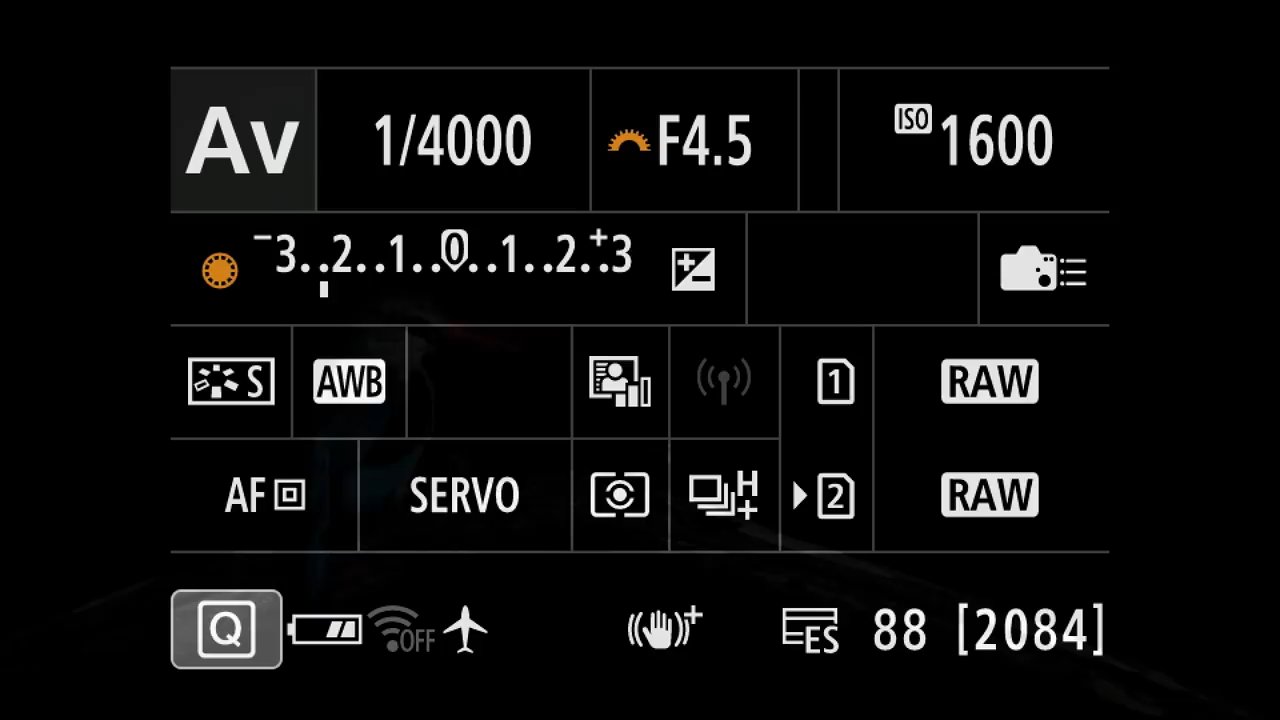 Av 1/4000 F4.5 ISO 1600
-3..2..1..0..1..2..+3
S AWB 1 RAW
AF SERVO H+ 2 RAW
Q OFF ES 88 [2084]